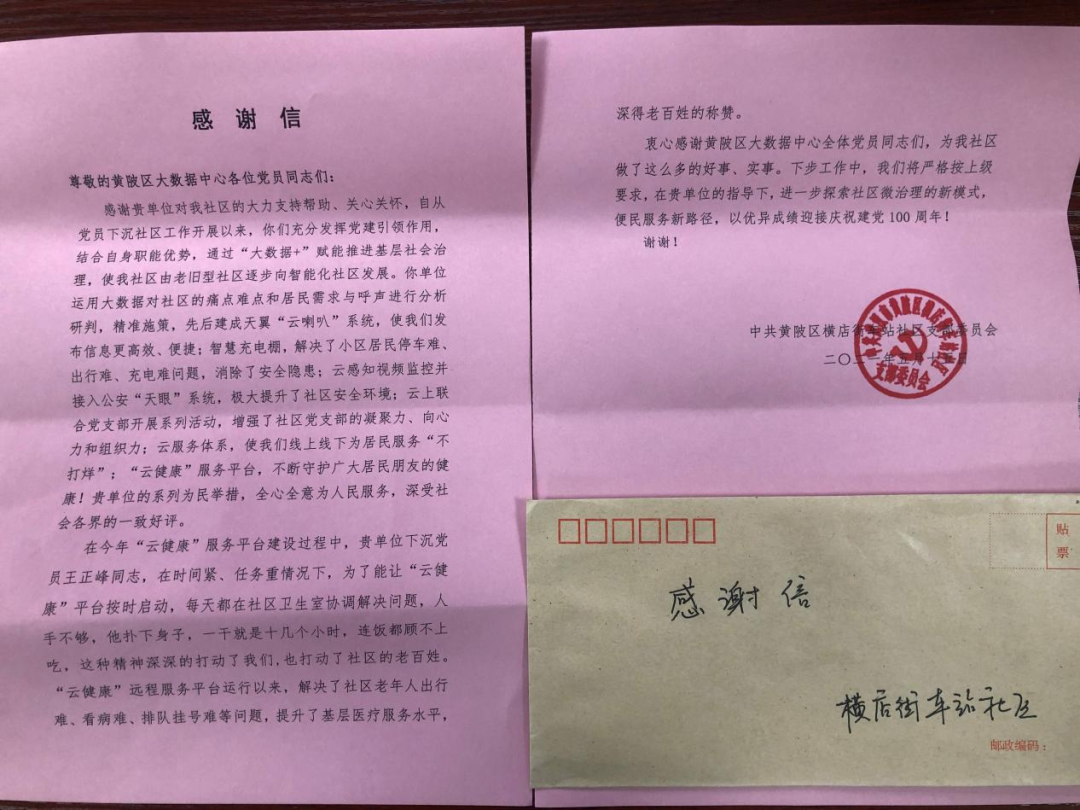 感谢信
尊敬的黄陂区大数据中心各位党员同志们：
感谢贵单位对我社区的大力支持帮助、关心关怀，自从
党员下沉社区工作开展以来，你们充分发挥党建引领作用，
结合自身职能优势，通过“大数据+”赋能推进基层社会治
理，使我社区由老旧型社区逐步向智能化社区发展。你单位
运用大数据对社区的痛点难点和居民需求与呼声进行分析
研判，精准施策，先后建成天翼“云喇叭”系统，使我们发
布信息更高效、便捷；智慧充电棚，解决了小区居民停车难、
出行难、充电难问题，消除了安全隐患；云感知视频监控并
接入公安“天眼”系统，极大提升了社区安全环境；云上联
合党支部开展系列活动，增强了社区党支部的凝聚力、向心
力和组织力；云服务体系，使我们线上线下为居民服务“不
打烊”；“云健康”服务平台，不断守护广大居民朋友的健
康！贵单位的系列为民举措，全心全意为人民服务，深受社
会各界的一致好评。
在今年“云健康”服务平台建设过程中，贵单位下沉党
员王正峰同志，在时间紧、任务重情况下，为了能让“云健
康”平台按时启动，每天都在社区卫生室协调解决问题，人
手不够，他扑下身子，一干就是十几个小时，连饭都顾不上
吃，这种精神深深的打动了我们,也打动了社区的老百姓。
“云健康”远程服务平台运行以来，解决了社区老年人出行
难、看病难、排队挂号难等问题，提升了基层医疗服务水平，
深得老百姓的称赞。
衷心感谢黄陂区大数据中心全体党员同志们，为我社区
做了这么多的好事、实事。下步工作中，我们将严格按上级
要求，在贵单位的指导下，进一步探索社区微治理的新模式，
便民服务新路径，以优异成绩迎接庆祝建党100周年！
谢谢！
中共黄陂区横店街车站社区支部委员会
二〇二一年五月十
日
支部委员会
贴
票
感谢信
横店街车站社区
邮政编码：